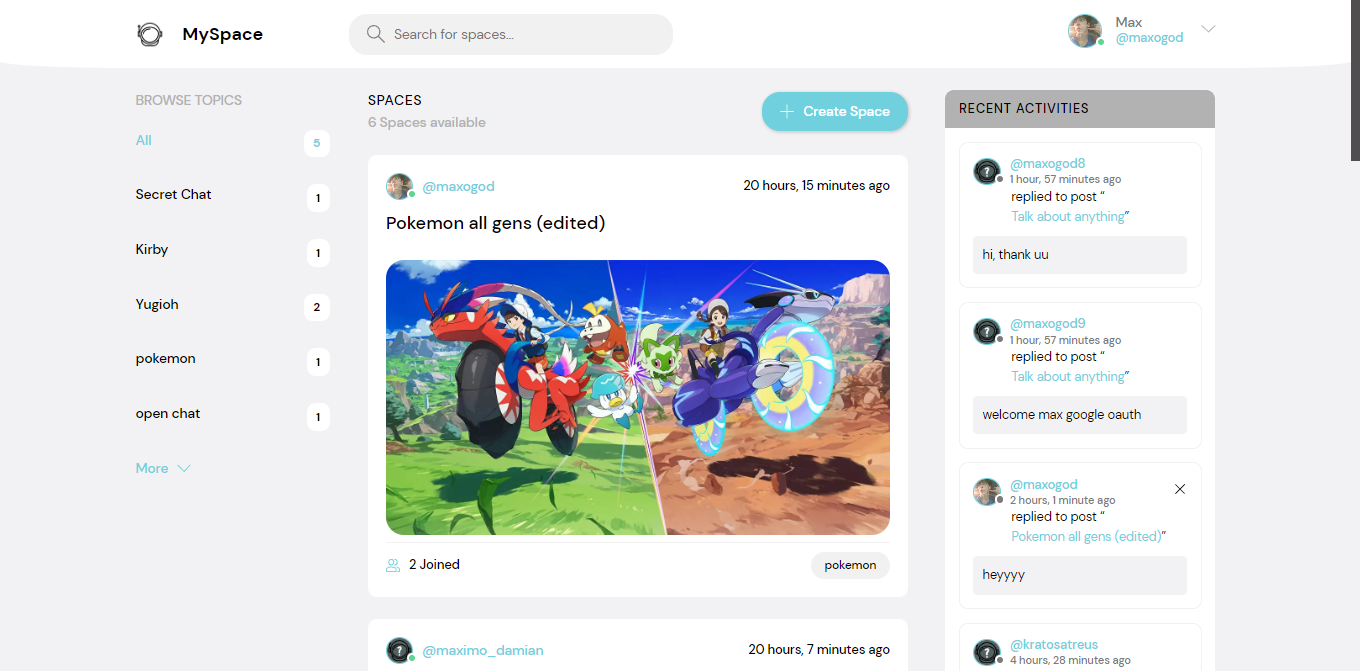 MySpace
Search for spaces...
Max
@maxogod
BROWSE TOPICS
All
5
Secret Chat
1
Kirby
1
Yugioh
2
pokemon
1
open chat
1
More
SPACES
6 Spaces available
Create Space
@maxogod
20 hours, 15 minutes ago
Pokemon all gens (edited)
2 Joined
pokemon
@maximo_damian
20 hours, 7 minutes ago
RECENT ACTIVITIES
@maxogod8
1 hour, 57 minutes ago
replied to post “
Talk about anything”
hi, thank uu
@maxogod9
1 hour, 57 minutes ago
replied to post “
Talk about anything”
welcome max google oauth
@maxogod
2 hours, 1 minute ago
replied to post “
Pokemon all gens (edited)”
heyyyy
@kratosatreus
4 hours, 28 minutes ago